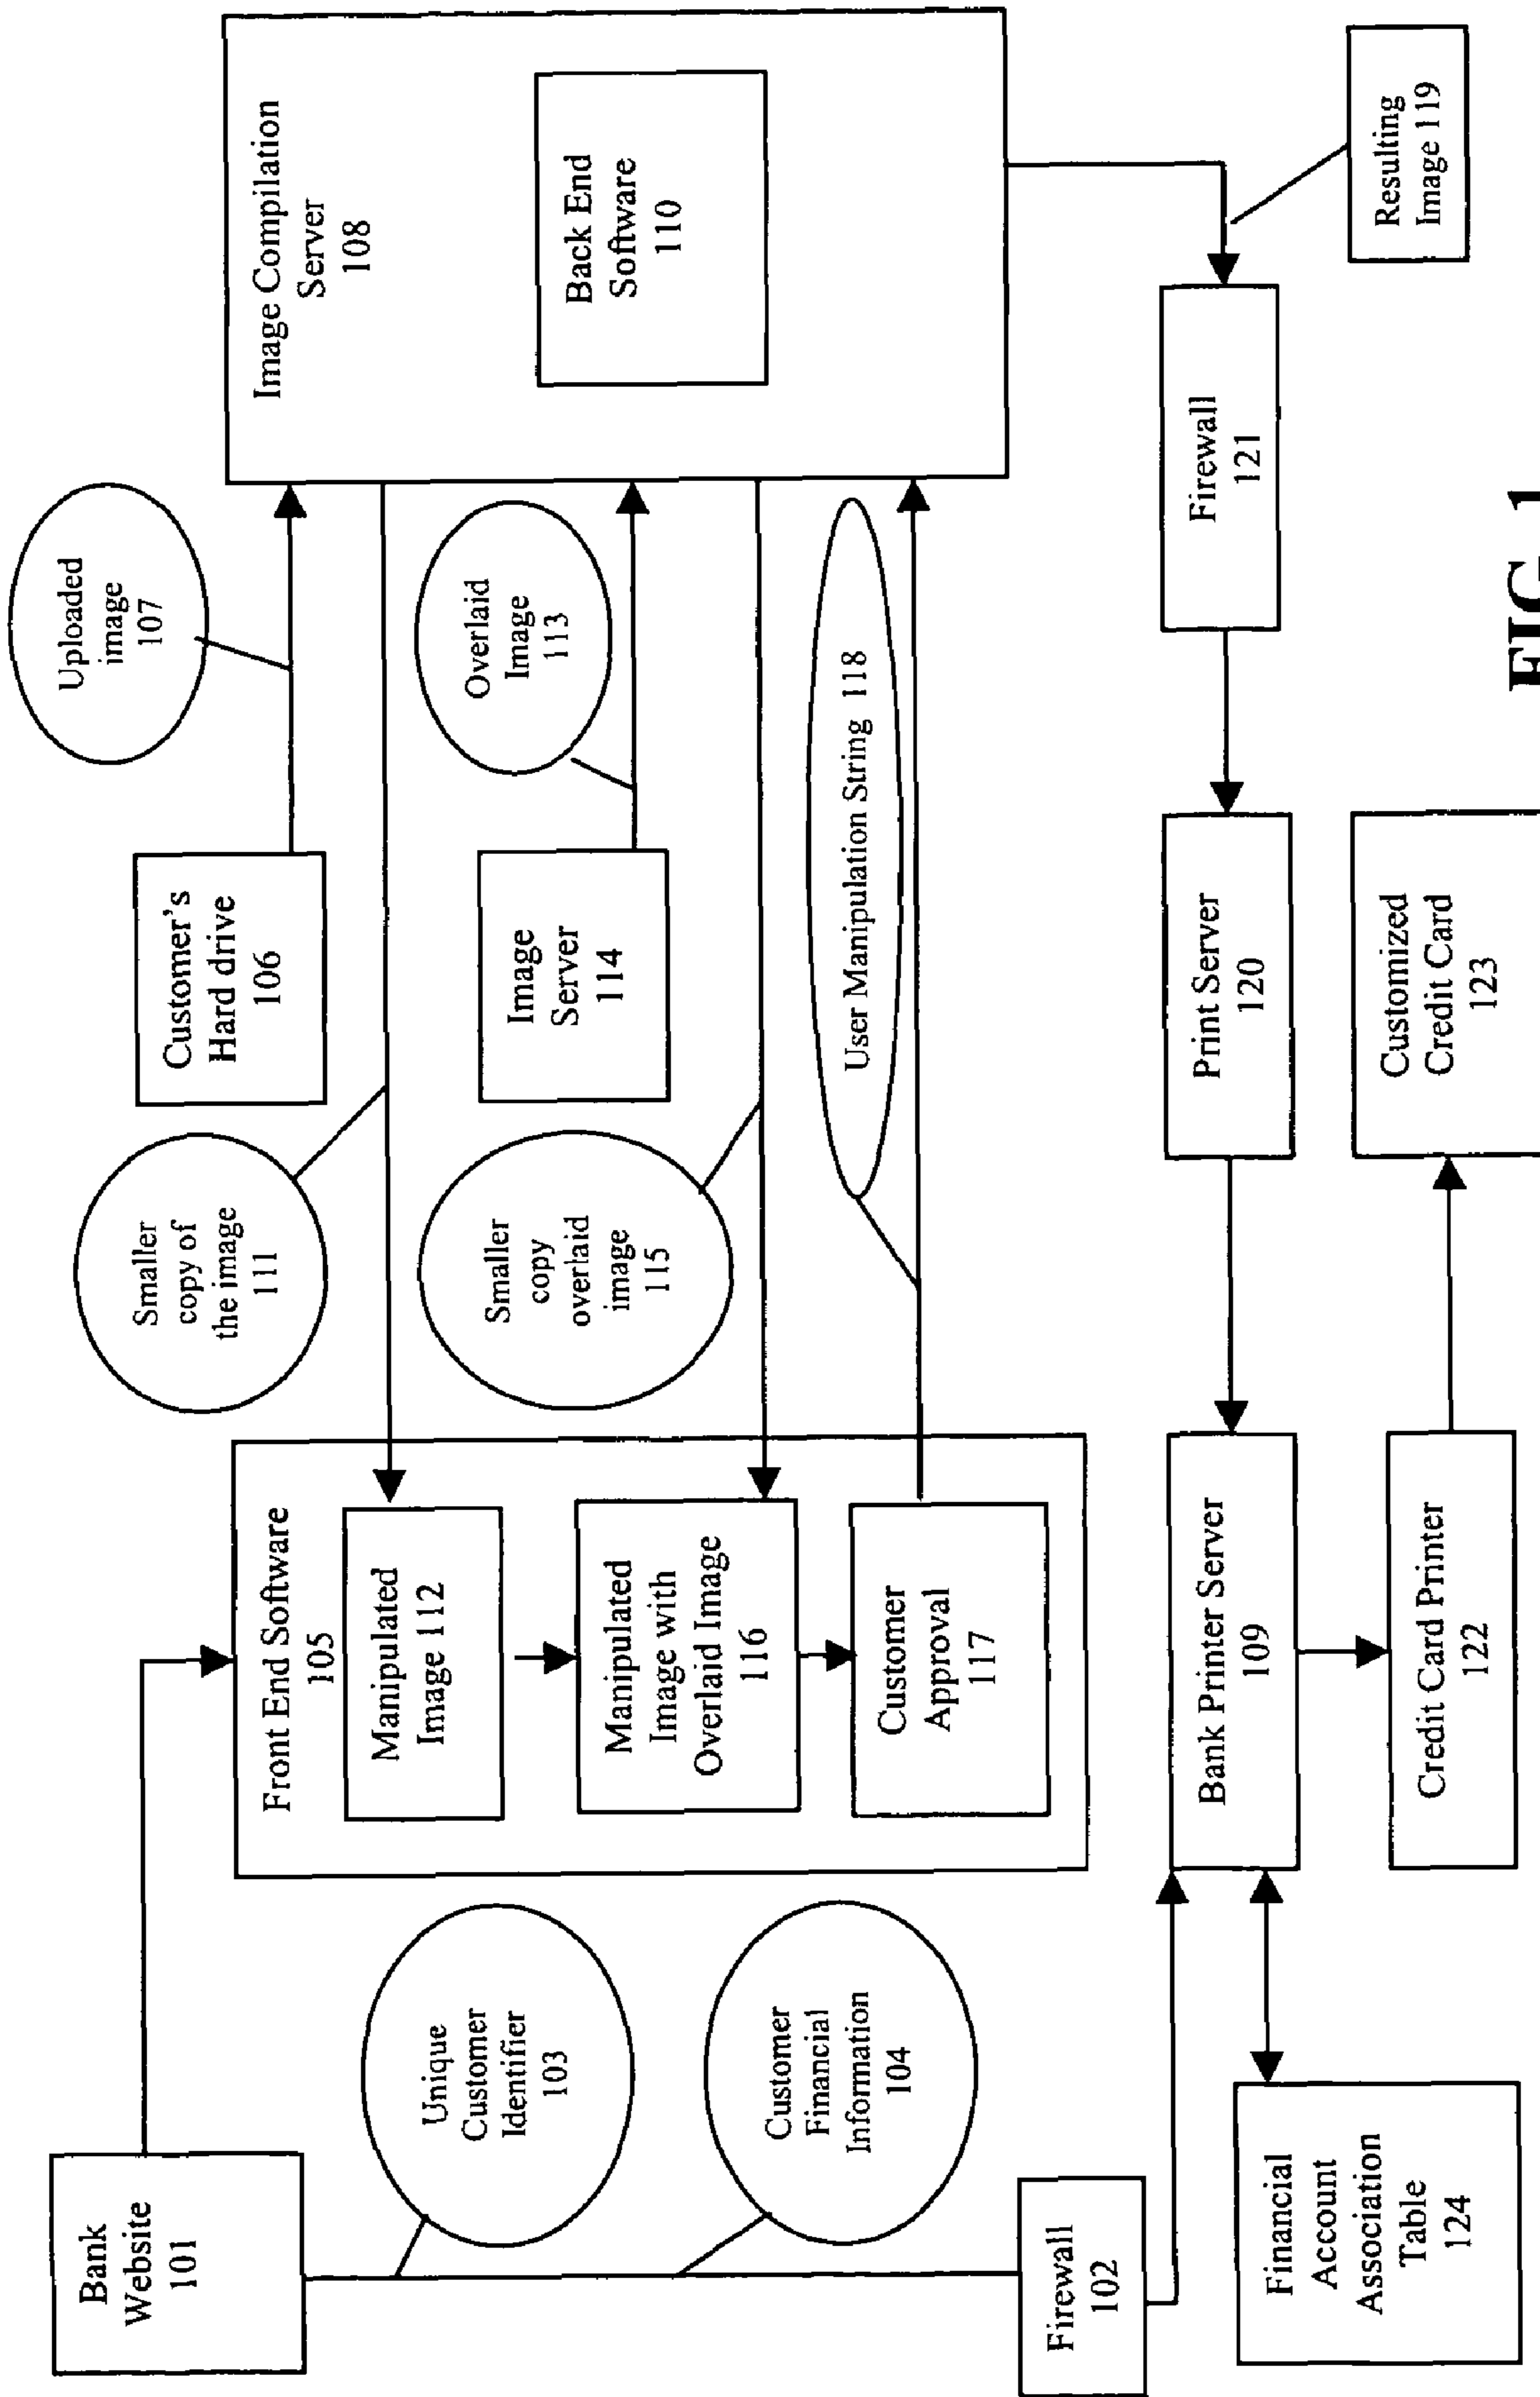 Bank
Website
101
Unique
Customer
Identifier
103
Customer
Financial
Information
104
Firewall
102
Financial
Account
Association
Table
124
Front End Software
105
Manipulated
Image 112
Manipulated
Image with
Overlaid Image
116
Customer
Approval
117
Bank Printer Server
109
Credit Card Printer
122
Smaller
copy of
the image
111
Smaller
copy
overlaid
image
115
Customer's
Hard drive
106
Image
Server
114
User Manipulation String 118
Print Server
120
Customized
Credit Card
123
Uploaded
image
107
Overlaid
Image
113
Image Compilation
Server
108
Back End
Software
110
Firewall
121
Resulting
Image 119
FIG 1